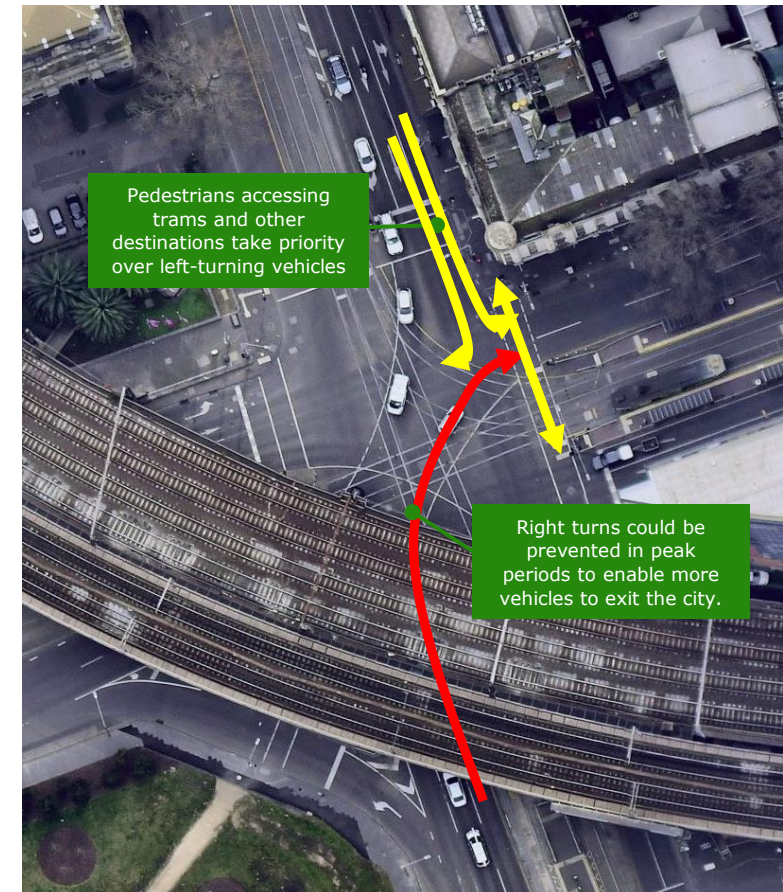 Pedestrians accessing
trams and other
destinations take priority
over left-turning vehicles
Right turns could be
prevented in peak
periods to enable more
vehicles to exit the city.